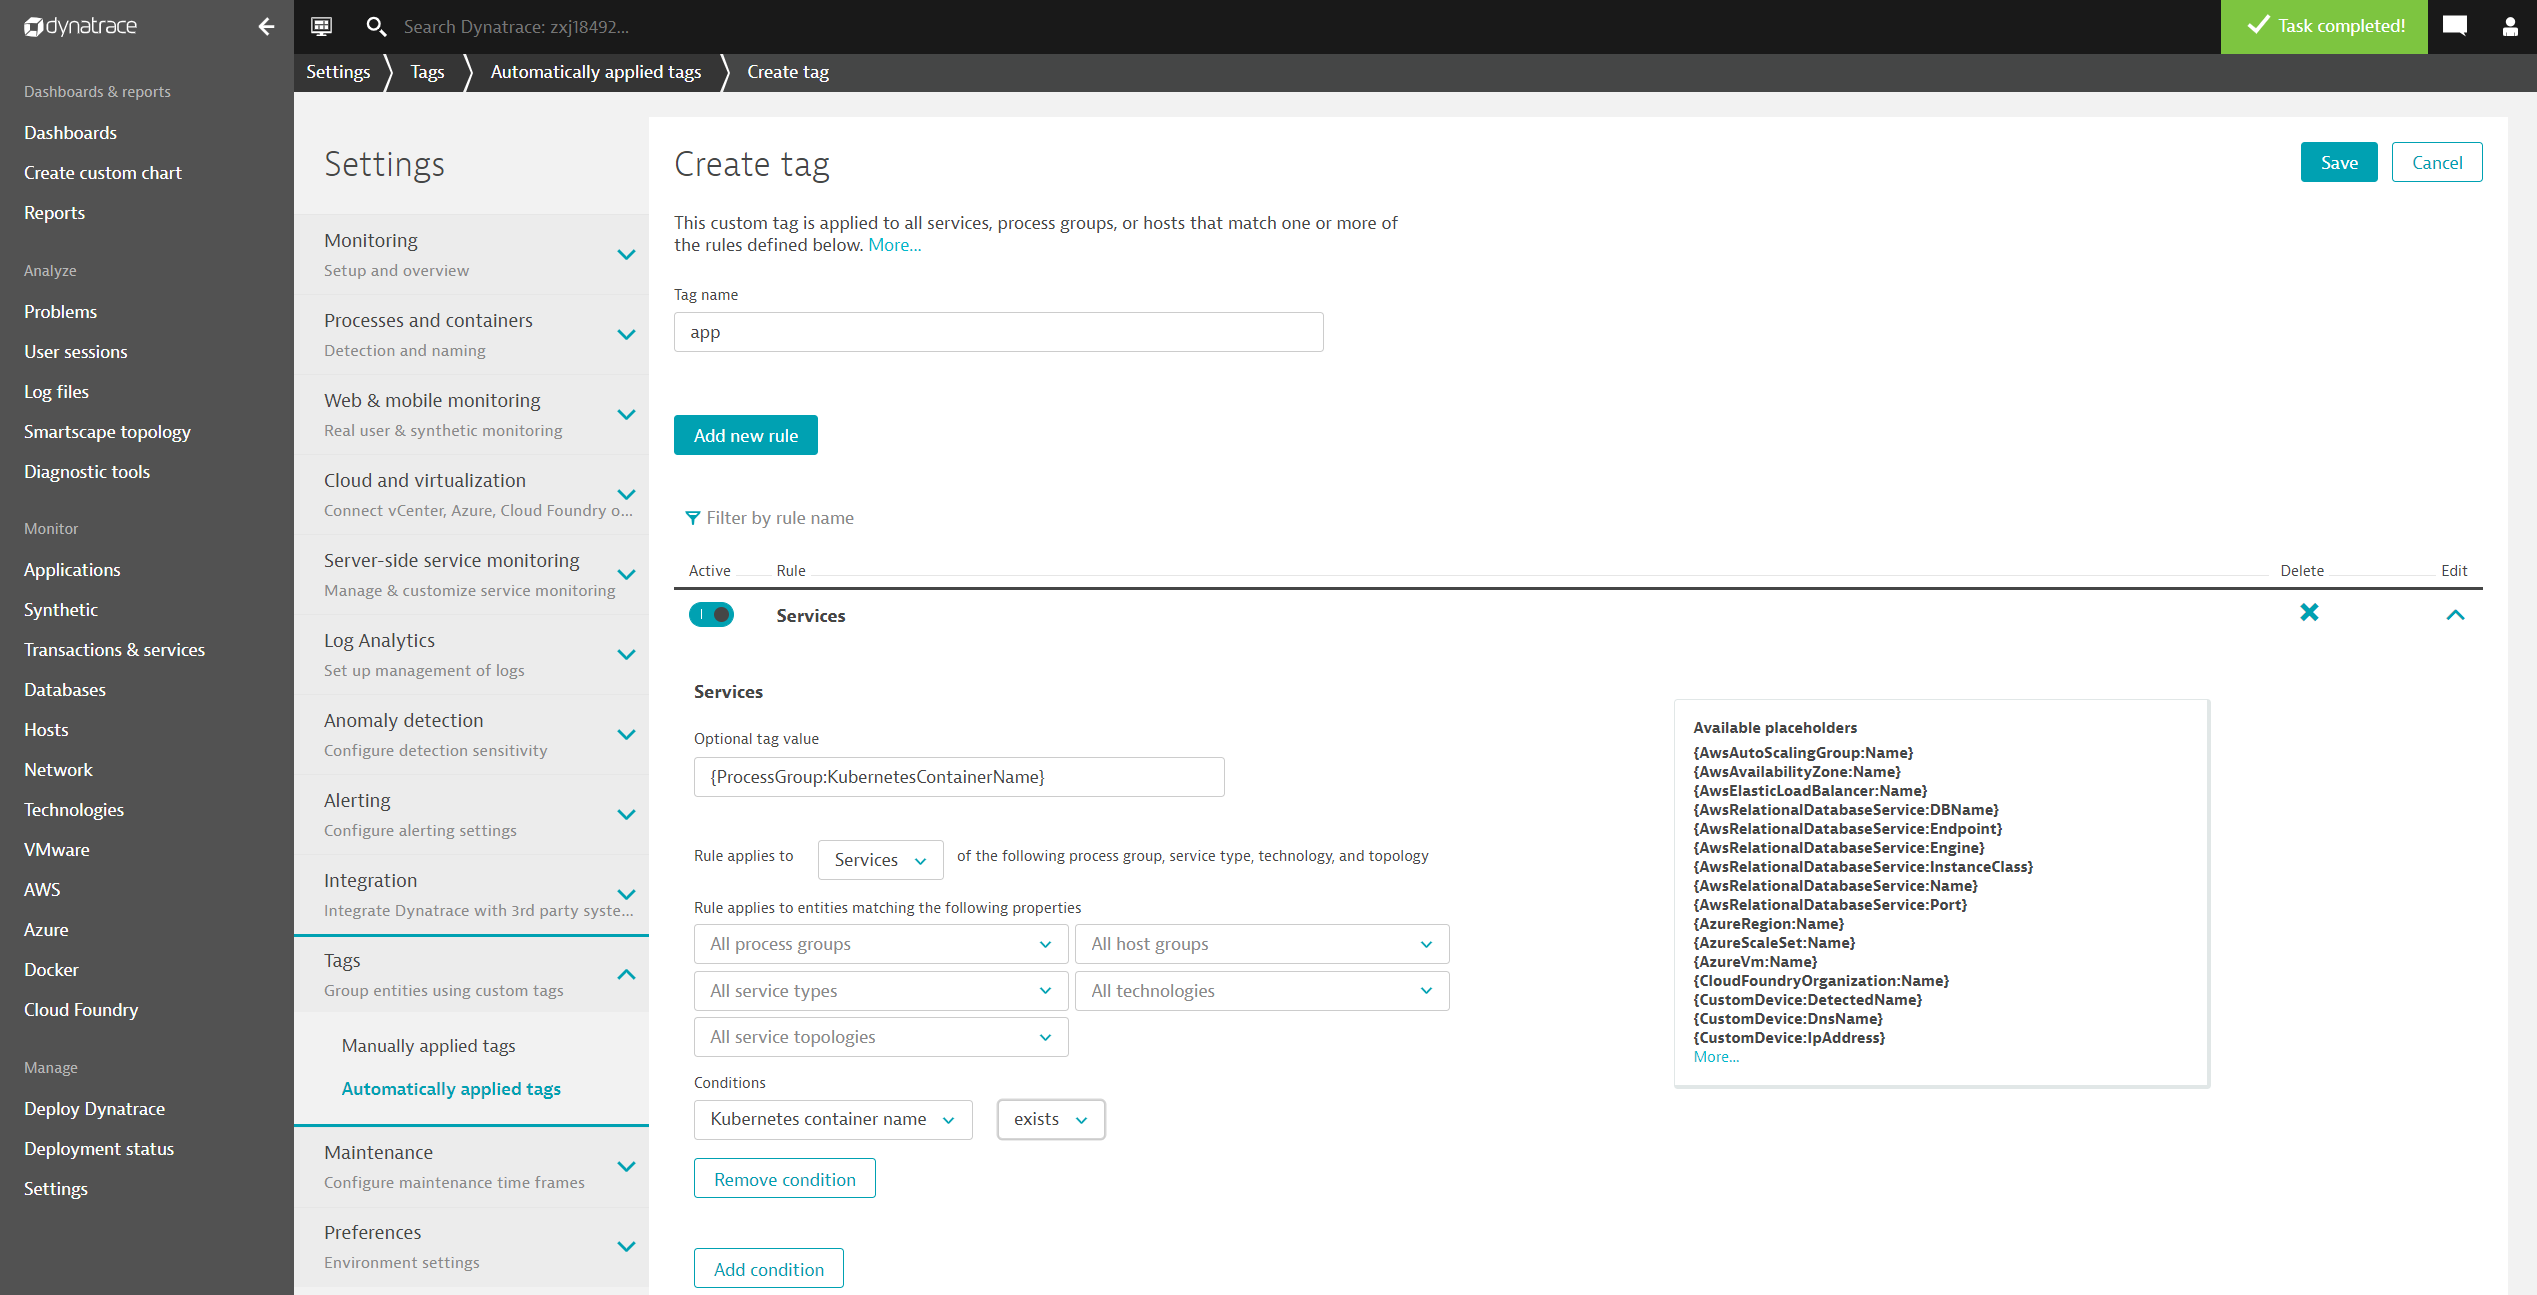 dynatrace
Search Dynatrace: zxj18492...
Task completed!
Settings
Tags
Automatically applied tags
Create tag
Dashboards & reports
Dashboards
Create custom chart
Reports
Analyze
Problems
User sessions
Log files
Smartscape topology
Diagnostic tools
Monitor
Applications
Synthetic
Transactions & services
Databases
Hosts
Network
Technologies
VMware
AWS
Azure
Docker
Cloud Foundry
Manage
Deploy Dynatrace
Deployment status
Settings
Settings
Monitoring
Setup and overview
Processes and containers
Detection and naming
Web & mobile monitoring
Real user & synthetic monitoring
Cloud and virtualization
Connect vCenter, Azure, Cloud Foundry o...
Server-side service monitoring
Manage & customize service monitoring
Log Analytics
Set up management of logs
Anomaly detection
Configure detection sensitivity
Alerting
Configure alerting settings
Integration
Integrate Dynatrace with 3rd party syste...
Tags
Group entities using custom tags
Manually applied tags
Automatically applied tags
Maintenance
Configure maintenance time frames
Preferences
Environment settings
Create tag
Save
Cancel
This custom tag is applied to all services, process groups, or hosts that match one or more of
the rules defined below. More...
Tag name
app
Add new rule
Filter by rule name
Active
Rule
Delete
Edit
Services
Services
Optional tag value
{ProcessGroup:KubernetesContainerName}
Rule applies to
Services
of the following process group, service type, technology, and topology
Rule applies to entities matching the following properties
All process groups
All host groups
All service types
All technologies
All service topologies
Conditions
Kubernetes container name
exists
Remove condition
Add condition
Available placeholders
{AwsAutoScalingGroup:Name}
{AwsAvailabilityZone:Name}
{AwsElasticLoadBalancer:Name}
{AwsRelationalDatabaseService:DBName}
{AwsRelationalDatabaseService:Endpoint}
{AwsRelationalDatabaseService:Engine}
{AwsRelationalDatabaseService:InstanceClass}
{AwsRelationalDatabaseService:Name}
{AwsRelationalDatabaseService:Port}
{AzureRegion:Name}
{AzureScaleSet:Name}
{AzureVm:Name}
{CloudFoundryOrganization:Name}
{CustomDevice:DetectedName}
{CustomDevice:DnsName}
{CustomDevice:IpAddress}
More...